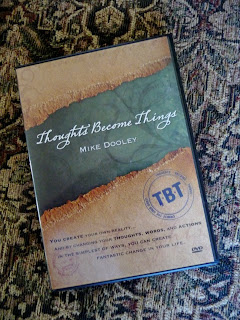 Thoughts Become Things
MIKE DOOLEY
TBT
YOU CREATE YOUR OWN REALITY...
BY CHANGING YOUR THOUGHTS, WORDS, AND ACTIONS
IN THE SIMPLEST OF WAYS, YOU CAN CREATE
FANTASTIC CHANGE IN YOUR LIFE.
DVD